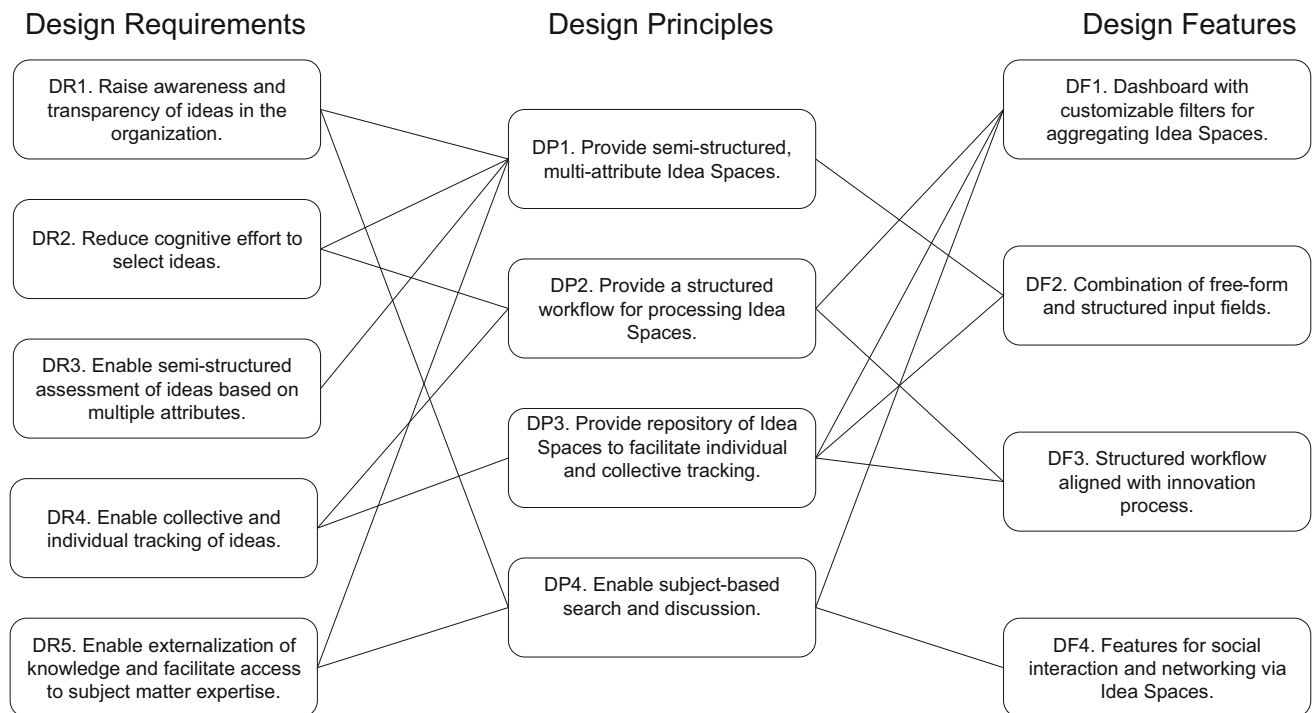 Design Requirements
Design Principles
Design Features
DR1. Raise awareness and
transparency of ideas in the
organization.
DR2. Reduce cognitive effort to
select ideas.
DR3. Enable semi-structured
assessment of ideas based on
multiple attributes.
DR4. Enable collective and
individual tracking of ideas.
DR5. Enable externalization of
knowledge and facilitate access
to subject matter expertise.
DP1. Provide semi-structured,
multi-attribute Idea Spaces.
DP2. Provide a structured
workflow for processing Idea
Spaces.
DP3. Provide repository of Idea
Spaces to facilitate individual
and collective tracking.
DP4. Enable subject-based
search and discussion.
DF1. Dashboard with
customizable filters for
aggregating Idea Spaces.
DF2. Combination of free-form
and structured input fields.
DF3. Structured workflow
aligned with innovation
process.
DF4. Features for social
interaction and networking via
Idea Spaces.